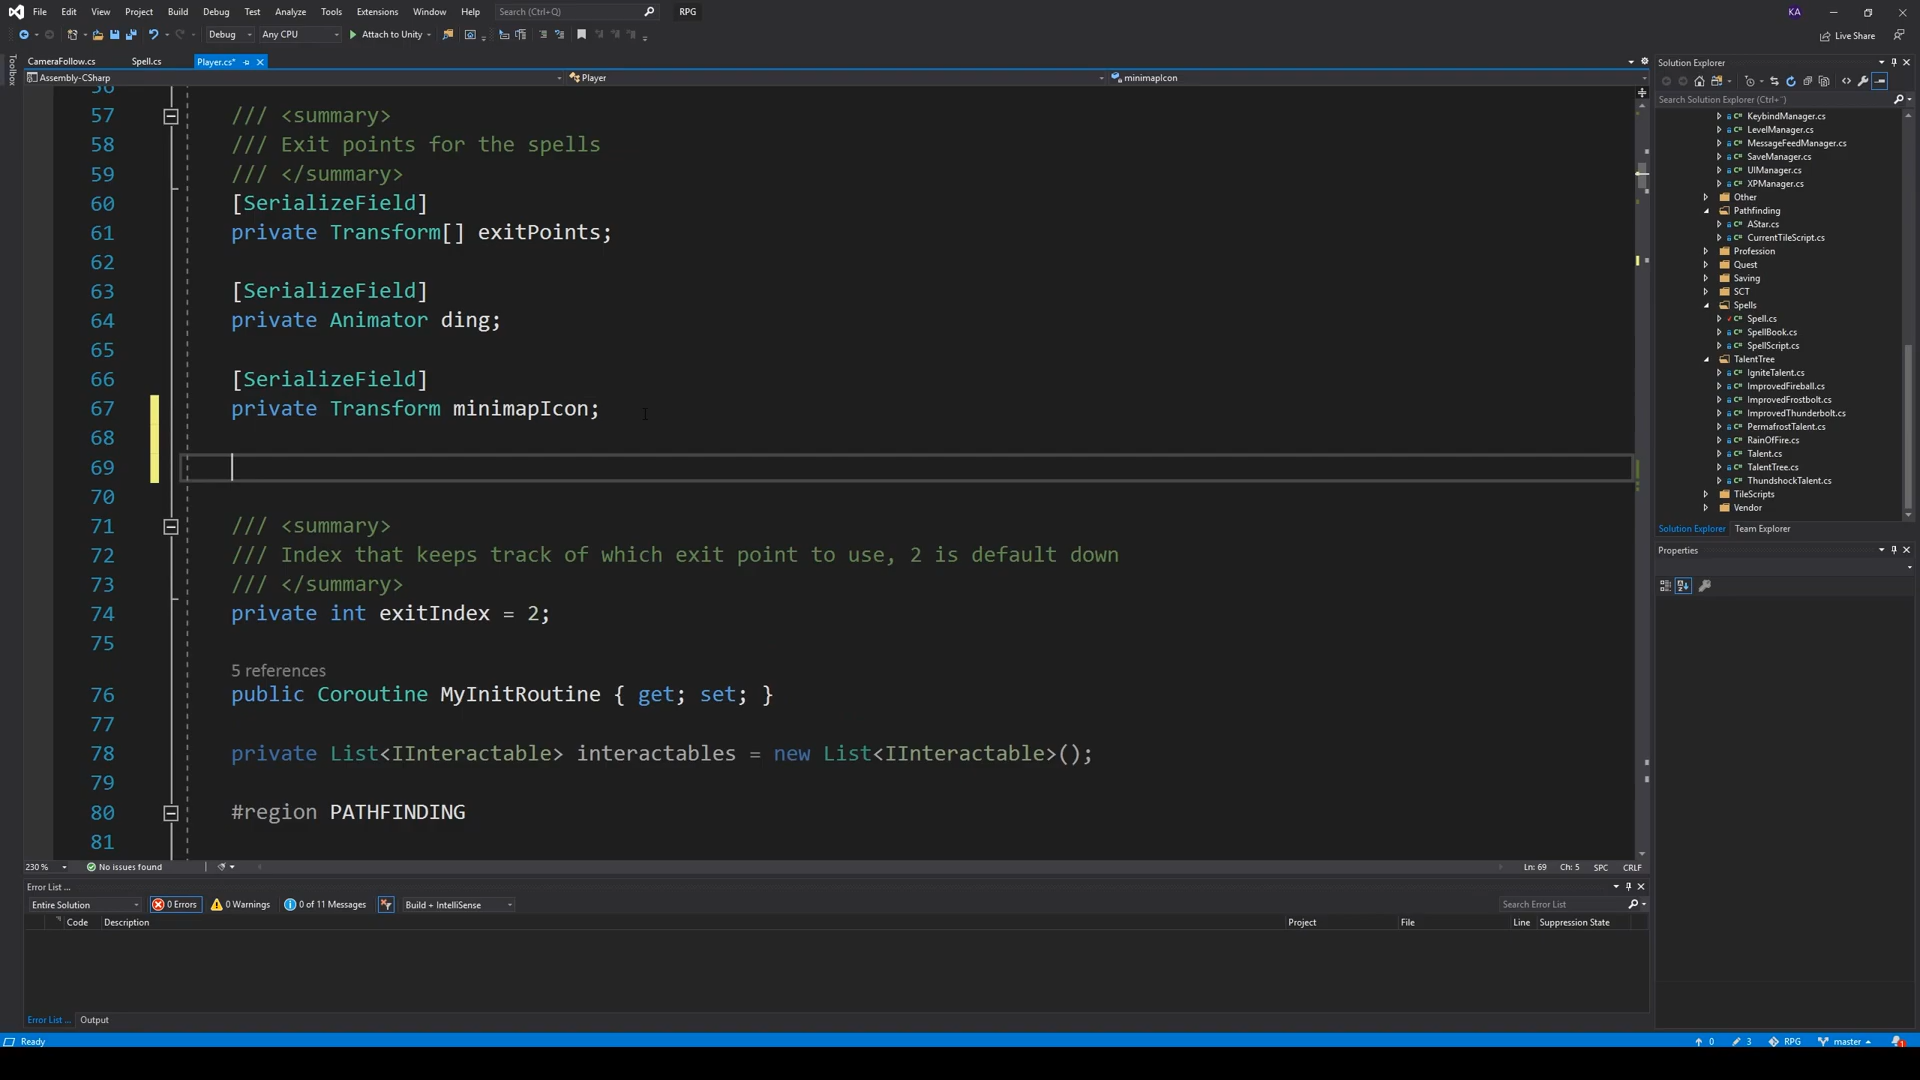 File Edit View Project Build Debug Test Analyze Tools Extensions Window Help Search (Ctrl+Q) RPG KA
Debug Any CPU Attach to Unity Live Share
Toolbox
CameraFollow.cs Spell.cs Player.cs*
Assembly-CSharp Player minimapIcon
56
57 /// <summary>
58 /// Exit points for the spells
59 /// </summary>
60 [SerializeField]
61 private Transform[] exitPoints;
62
63 [SerializeField]
64 private Animator ding;
65
66 [SerializeField]
67 private Transform minimapIcon;
68
69
70
71 /// <summary>
72 /// Index that keeps track of which exit point to use, 2 is default down
73 /// </summary>
74 private int exitIndex = 2;
75
5 references
76 public Coroutine MyInitRoutine { get; set; }
77
78 private List<IInteractable> interactables = new List<IInteractable>();
79
80 #region PATHFINDING
81
230 % No issues found Ln: 69 Ch: 5 SPC CRLF
Error List ...
Entire Solution 0 Errors 0 Warnings 0 of 11 Messages Build + IntelliSense Search Error List
Code Description Project File Line Suppression State
Error List ... Output
Ready 0 3 RPG master 1
Solution Explorer
Search Solution Explorer (Ctrl+¨)
KeybindManager.cs
LevelManager.cs
MessageFeedManager.cs
SaveManager.cs
UIManager.cs
XPManager.cs
Other
Pathfinding
AStar.cs
CurrentTileScript.cs
Profession
Quest
Saving
SCT
Spells
Spell.cs
SpellBook.cs
SpellScript.cs
TalentTree
IgniteTalent.cs
ImprovedFireball.cs
ImprovedFrostbolt.cs
ImprovedThunderbolt.cs
PermafrostTalent.cs
RainOfFire.cs
Talent.cs
TalentTree.cs
ThundshockTalent.cs
TileScripts
Vendor
Solution Explorer Team Explorer
Properties